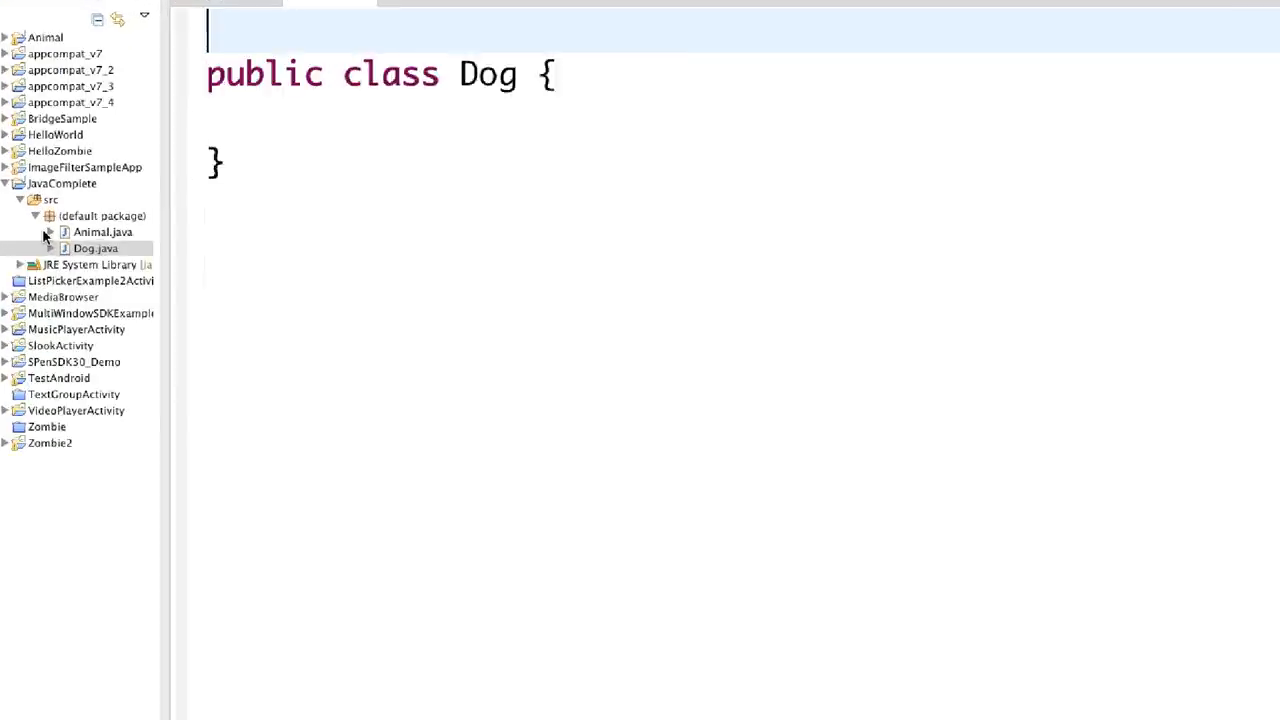 Animal
appcompat_v7
appcompat_v7_2
appcompat_v7_3
appcompat_v7_4
BridgeSample
HelloWorld
HelloZombie
ImageFilterSampleApp
JavaComplete
src
(default package)
Animal.java
Dog.java
JRE System Library [ja
ListPickerExample2Activi
MediaBrowser
MultiWindowSDKExample
MusicPlayerActivity
SlookActivity
SPenSDK30_Demo
TestAndroid
TextGroupActivity
VideoPlayerActivity
Zombie
Zombie2
public class Dog {
}